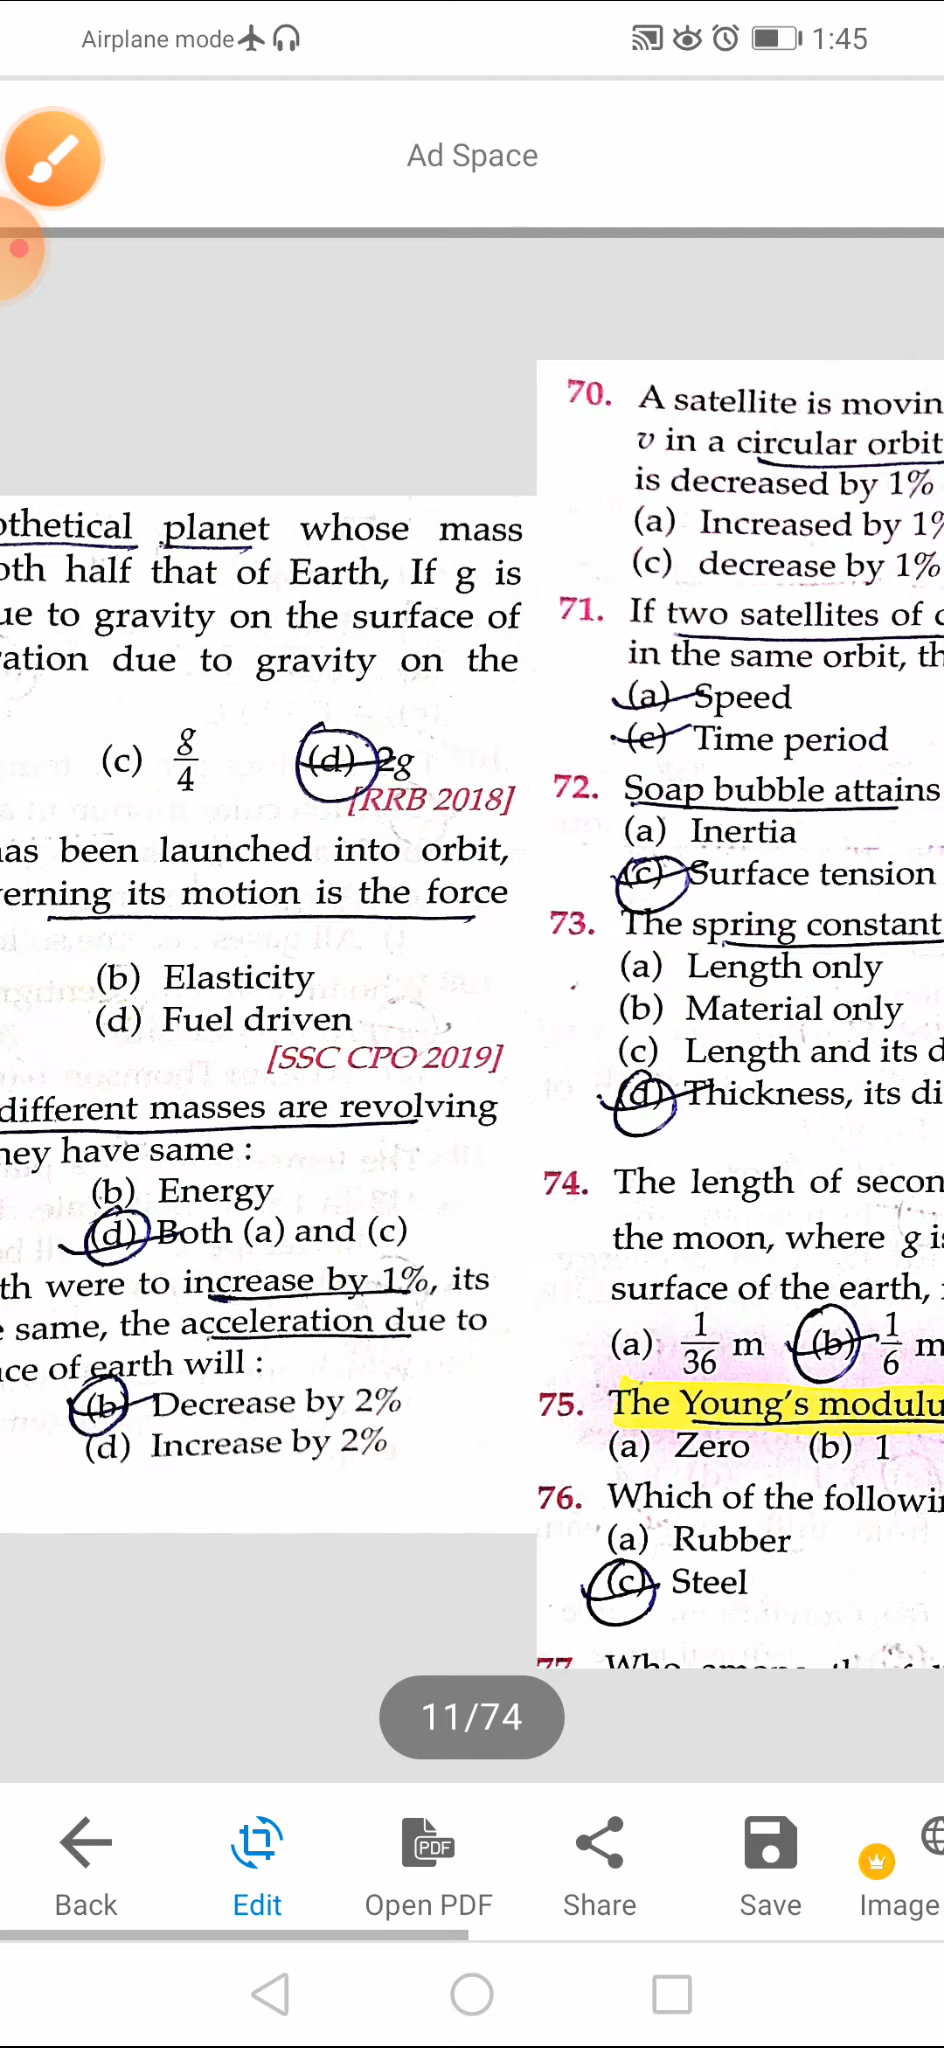 Airplane mode
1:45
Ad Space
othetical planet whose mass
oth half that of Earth, If g is
ue to gravity on the surface of
ration due to gravity on the
(c) g/4 (d) 2g
[RRB 2018]
has been launched into orbit,
verning its motion is the force
(b) Elasticity
(d) Fuel driven
[SSC CPO 2019]
different masses are revolving
hey have same :
(b) Energy
(d) Both (a) and (c)
th were to increase by 1%, its
e same, the acceleration due to
ace of earth will :
(b) Decrease by 2%
(d) Increase by 2%
70. A satellite is movin
v in a circular orbit
is decreased by 1%
(a) Increased by 1%
(c) decrease by 1%
71. If two satellites of
in the same orbit, th
(a) Speed
(c) Time period
72. Soap bubble attains
(a) Inertia
(c) Surface tension
73. The spring constant
(a) Length only
(b) Material only
(c) Length and its d
(d) Thickness, its di
74. The length of secon
the moon, where g is
surface of the earth,
(a) 1/36 m (b) 1/6 m
75. The Young's modulu
(a) Zero (b) 1
76. Which of the followi
(a) Rubber
(c) Steel
77
11/74
Back
Edit
PDF
Open PDF
Share
Save
Image